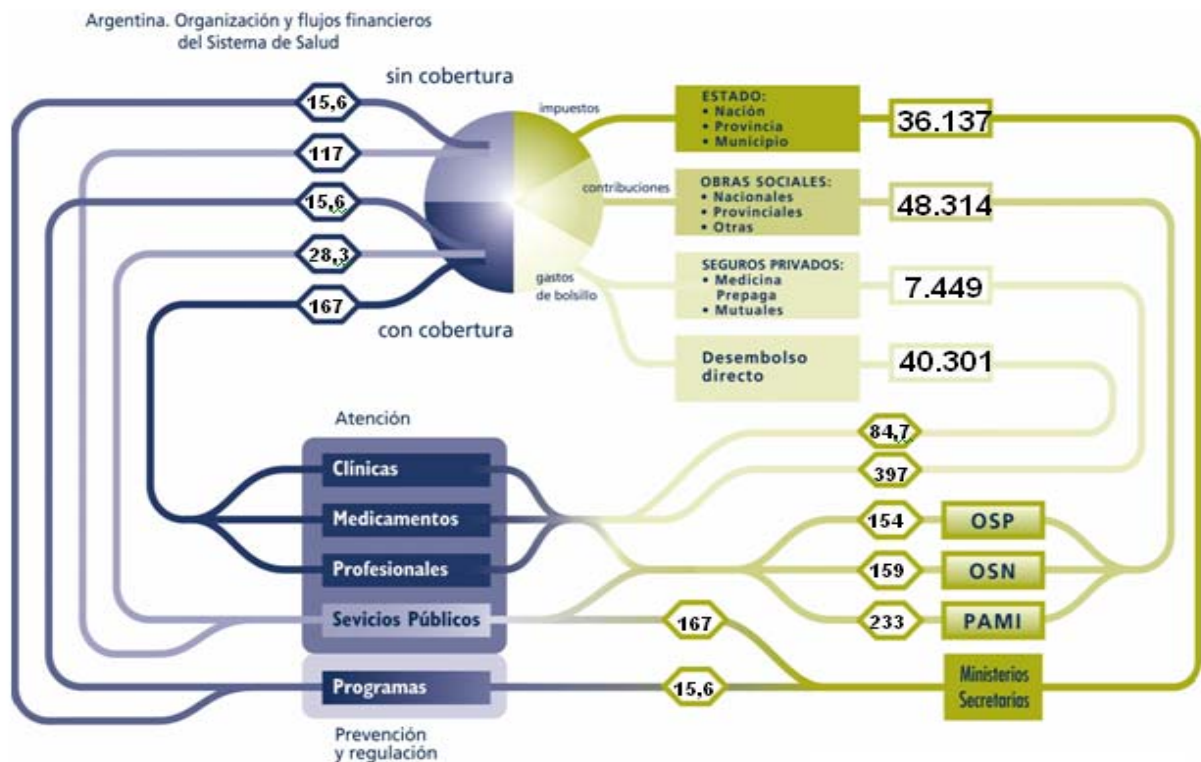 Argentina. Organización y flujos financieros
del Sistema de Salud
sin cobertura
15,6
117
15,6
28,3
167
con cobertura
impuestos
contribuciones
gastos
de bolsillo
ESTADO:
• Nación
• Provincia
• Municipio
36.137
OBRAS SOCIALES:
• Nacionales
• Provinciales
• Otras
48.314
SEGUROS PRIVADOS:
• Medicina
Prepaga
• Mutuales
7.449
Desembolso
directo
40.301
84,7
397
Atención
Clínicas
Medicamentos
Profesionales
Sevicios Públicos
Programas
Prevención
y regulación
154
OSP
159
OSN
233
PAMI
167
15,6
Ministerios
Secretarías